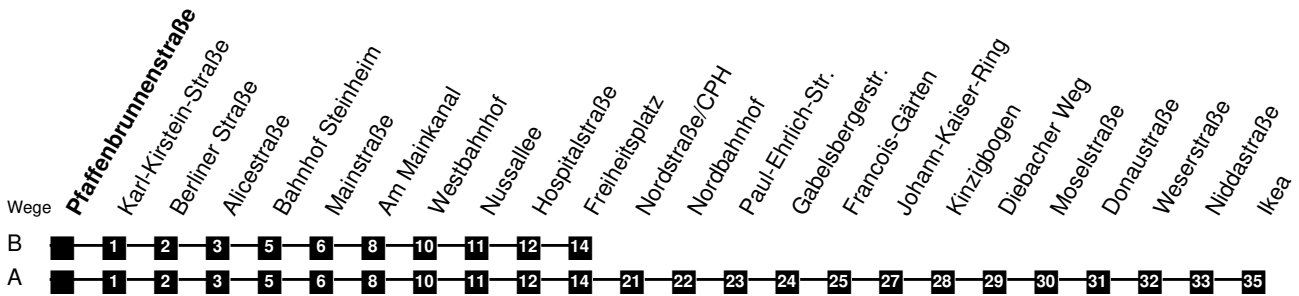 Pfaffenbrunnenstraße
Karl-Kirstein-Straße
Berliner Straße
Alicestraße
Bahnhof Steinheim
Mainstraße
Am Mainkanal
Westbahnhof
Nussallee
Hospitalstraße
Freiheitsplatz
Nordstraße/CPH
Nordbahnhof
Paul-Ehrlich-Str.
Gabelsbergerstr.
Francois-Gärten
Johann-Kaiser-Ring
Kinzigbogen
Diebacher Weg
Moselstraße
Donaustraße
Weserstraße
Niddastraße
Ikea
Wege
B 1 2 3 5 6 8 10 11 12 14
A 1 2 3 5 6 8 10 11 12 14 21 22 23 24 25 27 28 29 30 31 32 33 35